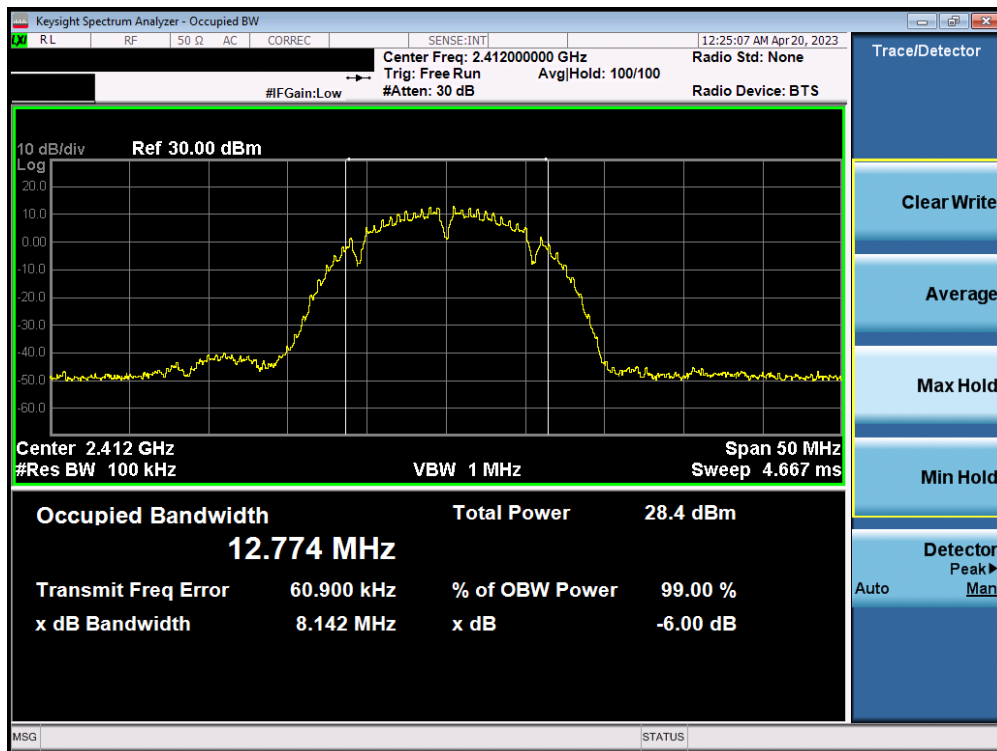 Keysight Spectrum Analyzer - Occupied BW
LXI RL RF 50 Ω AC CORREC SENSE:INT 12:25:07 AM Apr 20, 2023
Center Freq: 2.412000000 GHz Radio Std: None
Trig: Free Run Avg|Hold: 100/100
#IFGain:Low #Atten: 30 dB Radio Device: BTS
10 dB/div Ref 30.00 dBm
Log
20.0
10.0
0.00
-10.0
-20.0
-30.0
-40.0
-50.0
-60.0
Center 2.412 GHz Span 50 MHz
#Res BW 100 kHz VBW 1 MHz Sweep 4.667 ms
Occupied Bandwidth Total Power 28.4 dBm
12.774 MHz
Transmit Freq Error 60.900 kHz % of OBW Power 99.00 %
x dB Bandwidth 8.142 MHz x dB -6.00 dB
MSG STATUS
Trace/Detector
Clear Write
Average
Max Hold
Min Hold
Detector
Peak▶
Auto Man